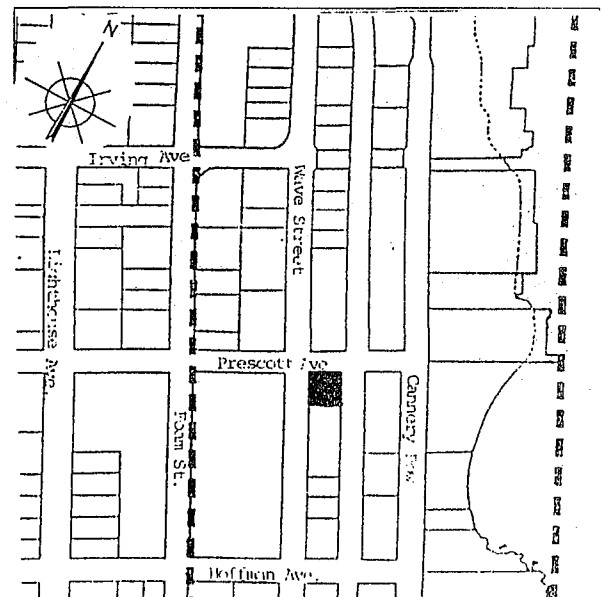 N
Irving Ave
Wave Street
Lighthouse Ave.
Prescott Ave
Cannery Row
Foam St.
Hoffman Ave.